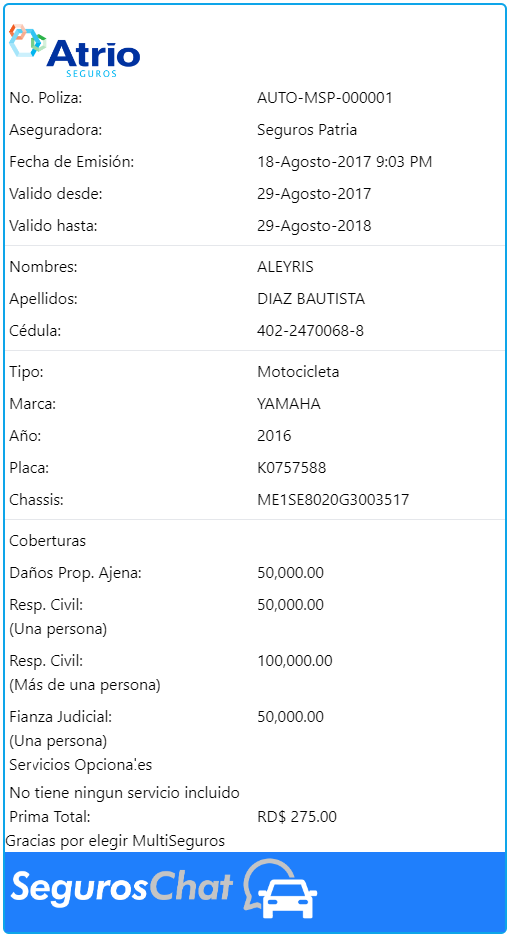 Atrio
SEGUROS
No. Poliza: AUTO-MSP-000001
Aseguradora: Seguros Patria
Fecha de Emisión: 18-Agosto-2017 9:03 PM
Valido desde: 29-Agosto-2017
Valido hasta: 29-Agosto-2018
Nombres: ALEYRIS
Apellidos: DIAZ BAUTISTA
Cédula: 402-2470068-8
Tipo: Motocicleta
Marca: YAMAHA
Año: 2016
Placa: K0757588
Chassis: ME1SE8020G3003517
Coberturas
Daños Prop. Ajena: 50,000.00
Resp. Civil: 50,000.00
(Una persona)
Resp. Civil: 100,000.00
(Más de una persona)
Fianza Judicial: 50,000.00
(Una persona)
Servicios Opcionales
No tiene ningun servicio incluido
Prima Total: RD$ 275.00
Gracias por elegir MultiSeguros
SegurosChat